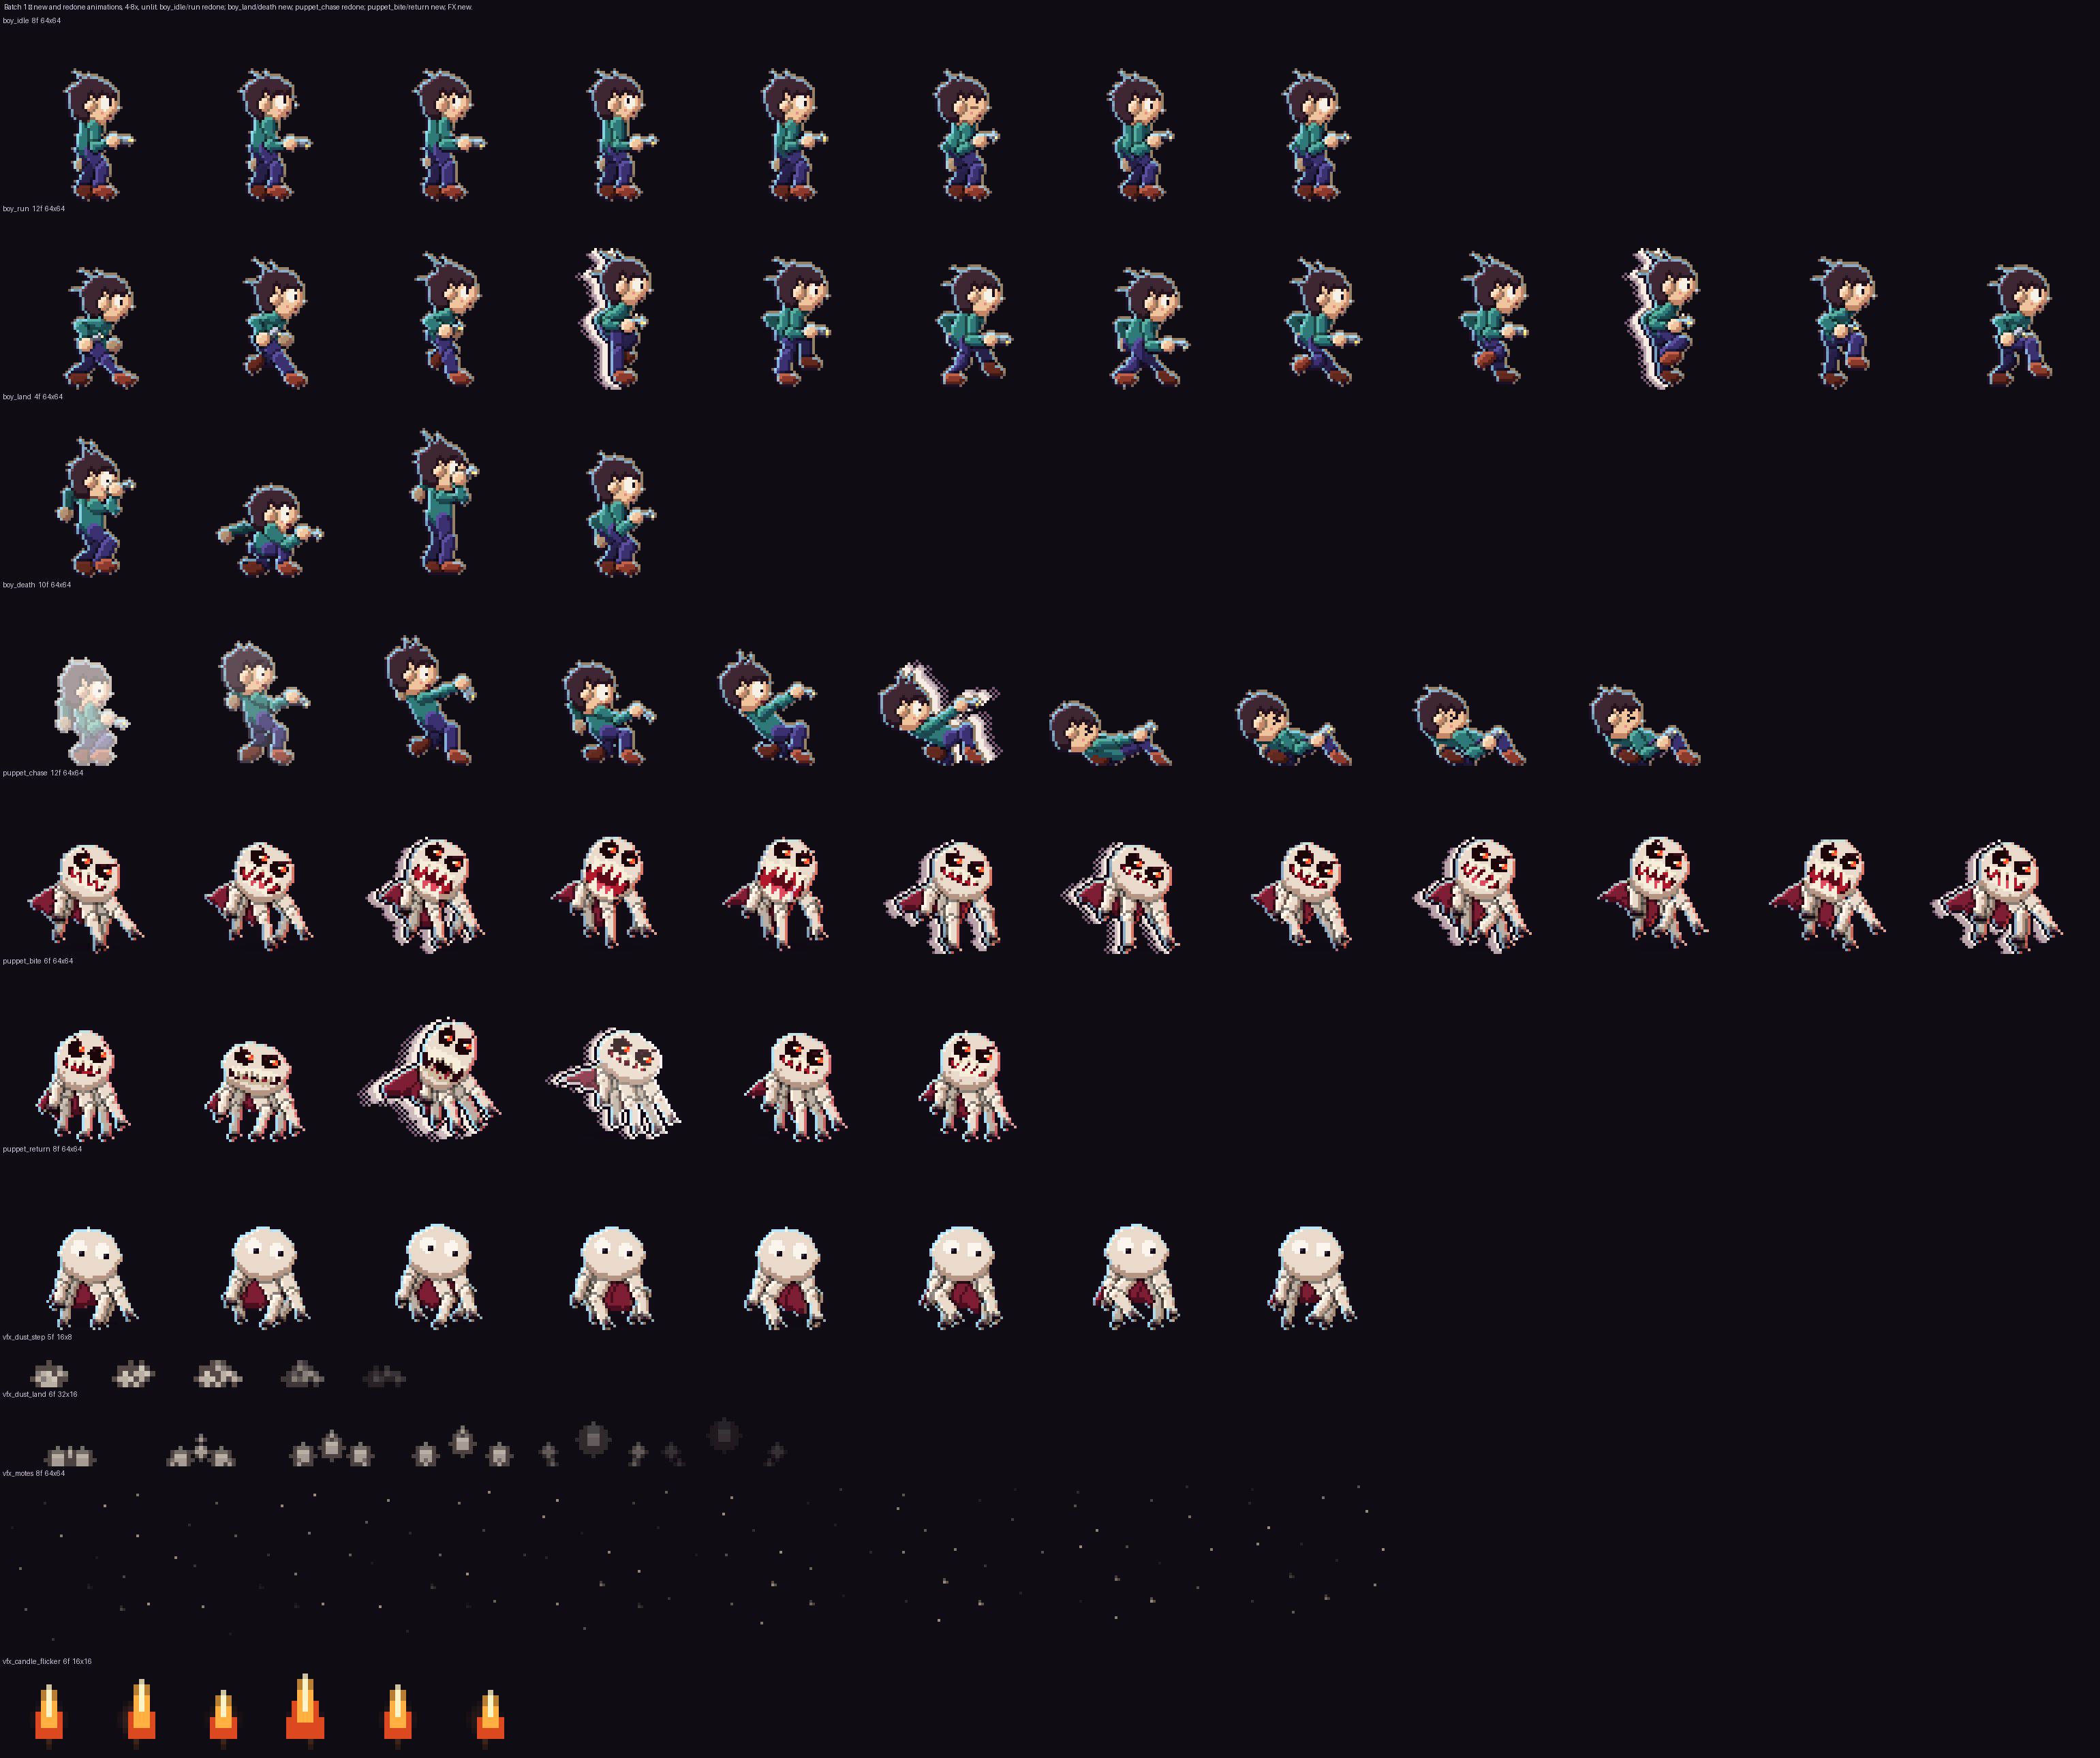 Batch 1 new and redone animations, 4-8x, unlit. boy_idle/run redone; boy_land/death new; puppet_chase redone; puppet_bite/return new; FX new.
boy_idle 8f 64x64
boy_run 12f 64x64
boy_land 4f 64x64
boy_death 10f 64x64
puppet_chase 12f 64x64
puppet_bite 6f 64x64
puppet_return 8f 64x64
vfx_dust_step 5f 16x8
vfx_dust_land 6f 32x16
vfx_motes 8f 64x64
vfx_candle_flicker 6f 16x16